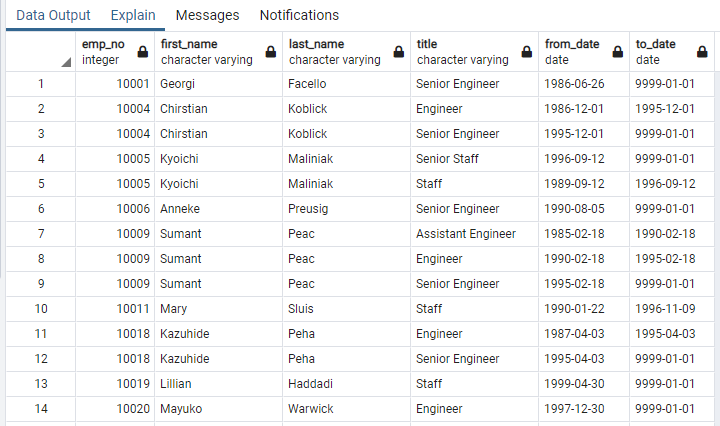 Data Output Explain Messages Notifications
emp_no first_name last_name title from_date to_date
integer character varying character varying character varying date date
1 10001 Georgi Facello Senior Engineer 1986-06-26 9999-01-01
2 10004 Chirstian Koblick Engineer 1986-12-01 1995-12-01
3 10004 Chirstian Koblick Senior Engineer 1995-12-01 9999-01-01
4 10005 Kyoichi Maliniak Senior Staff 1996-09-12 9999-01-01
5 10005 Kyoichi Maliniak Staff 1989-09-12 1996-09-12
6 10006 Anneke Preusig Senior Engineer 1990-08-05 9999-01-01
7 10009 Sumant Peac Assistant Engineer 1985-02-18 1990-02-18
8 10009 Sumant Peac Engineer 1990-02-18 1995-02-18
9 10009 Sumant Peac Senior Engineer 1995-02-18 9999-01-01
10 10011 Mary Sluis Staff 1990-01-22 1996-11-09
11 10018 Kazuhide Peha Engineer 1987-04-03 1995-04-03
12 10018 Kazuhide Peha Senior Engineer 1995-04-03 9999-01-01
13 10019 Lillian Haddadi Staff 1999-04-30 9999-01-01
14 10020 Mayuko Warwick Engineer 1997-12-30 9999-01-01